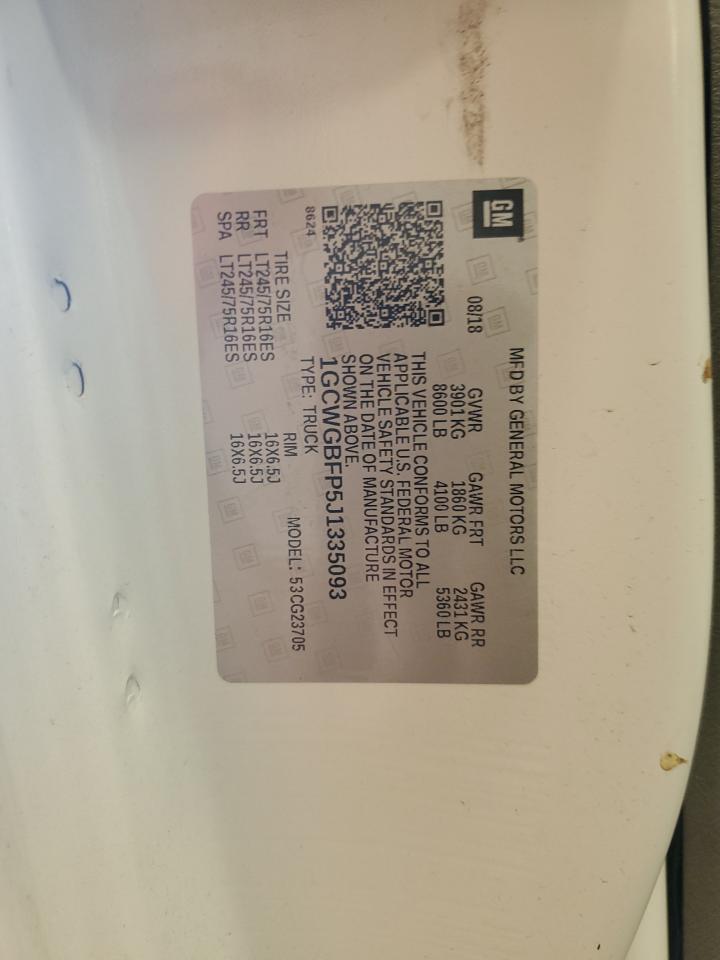 GM
MFD BY GENERAL MOTORS LLC
08/18 GVWR GAWR FRT GAWR RR
3901 KG 1860 KG 2431 KG
8600 LB 4100 LB 5360 LB
THIS VEHICLE CONFORMS TO ALL
APPLICABLE U.S. FEDERAL MOTOR
VEHICLE SAFETY STANDARDS IN EFFECT
ON THE DATE OF MANUFACTURE
SHOWN ABOVE.
1GCWGBFP5J1335093
8624 TYPE: TRUCK MODEL: 53CG23705
TIRE SIZE RIM
FRT LT245/75R16ES 16X6.5J
RR LT245/75R16ES 16X6.5J
SPA LT245/75R16ES 16X6.5J